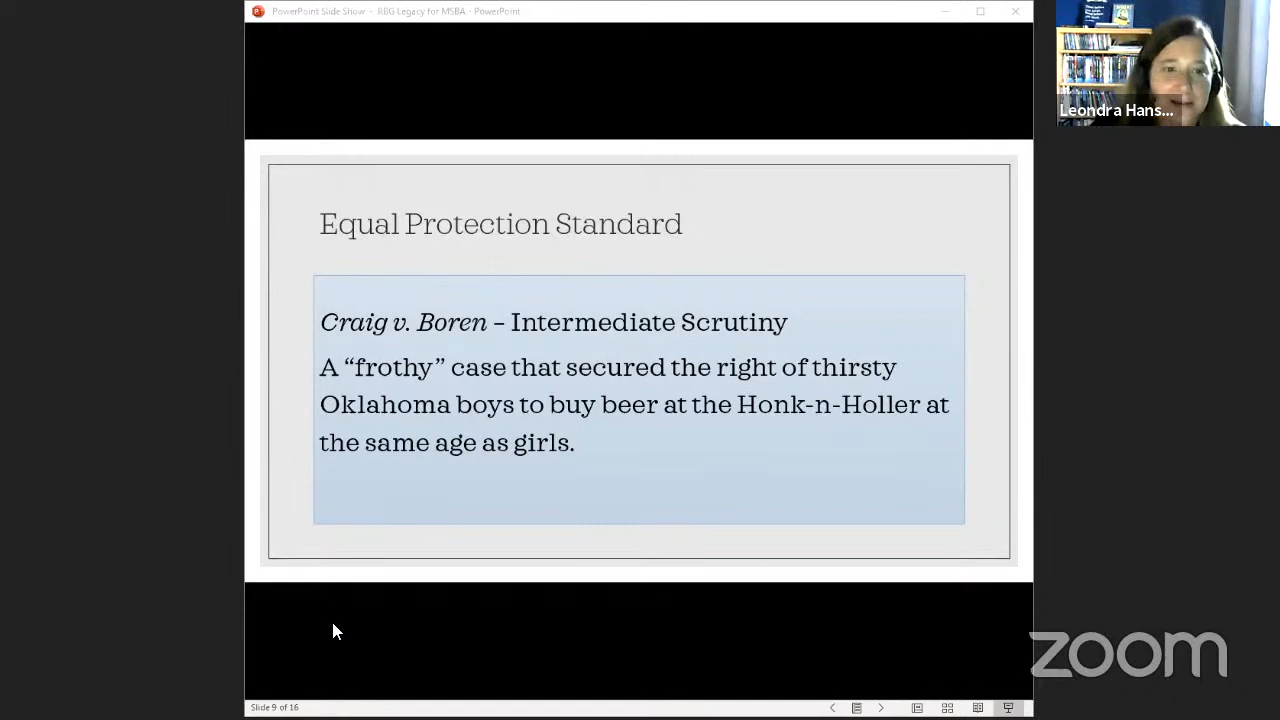 PowerPoint Slide Show - RBG Legacy for MSBA - PowerPoint
Leondra Hans...
Equal Protection Standard
Craig v. Boren – Intermediate Scrutiny
A “frothy” case that secured the right of thirsty
Oklahoma boys to buy beer at the Honk-n-Holler at
the same age as girls.
zoom
Slide 9 of 16